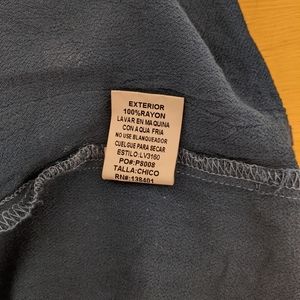 EXTERIOR
100%RAYON
LAVAR EN MAQUINA
CON AQUA FRIA
NO USE BLANQUEADOR
CUELGUE PARA SECAR
ESTILO:LV3160
PO#:P8008
TALLA:CHICO
RN#:138401